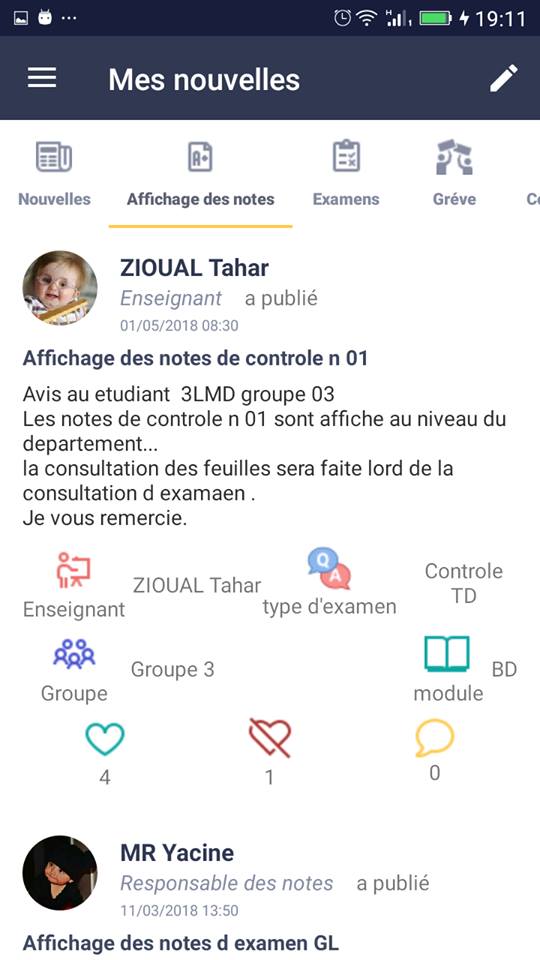 19:11
Mes nouvelles
Nouvelles
Affichage des notes
Examens
Gréve
ZIOUAL Tahar
Enseignant a publié
01/05/2018 08:30
Affichage des notes de controle n 01
Avis au etudiant 3LMD groupe 03
Les notes de controle n 01 sont affiche au niveau du
departement...
la consultation des feuilles sera faite lord de la
consultation d examaen .
Je vous remercie.
Enseignant
ZIOUAL Tahar
Q
A
type d'examen
Controle
TD
Groupe
Groupe 3
module
BD
4
1
0
MR Yacine
Responsable des notes a publié
11/03/2018 13:50
Affichage des notes d examen GL